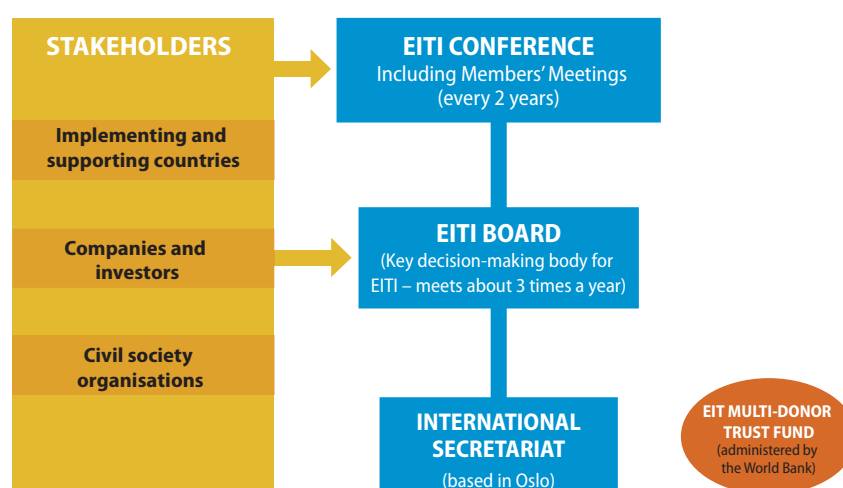 STAKEHOLDERS
Implementing and
supporting countries
Companies and
investors
Civil society
organisations
EITI CONFERENCE
Including Members' Meetings
(every 2 years)
EITI BOARD
(Key decision-making body for
EITI – meets about 3 times a year)
INTERNATIONAL
SECRETARIAT
(based in Oslo)
EIT MULTI-DONOR
TRUST FUND
(administered by
the World Bank)